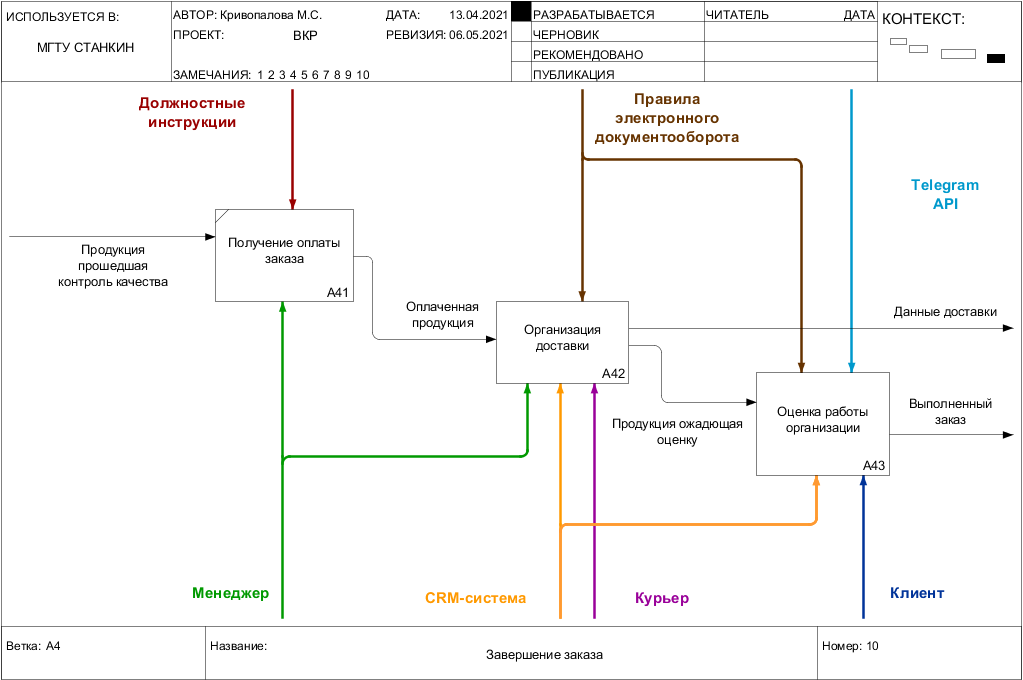 ИСПОЛЬЗУЕТСЯ В:
МГТУ СТАНКИН
АВТОР: Кривопалова М.С.
ДАТА: 13.04.2021
ПРОЕКТ: ВКР
РЕВИЗИЯ: 06.05.2021
ЗАМЕЧАНИЯ: 1 2 3 4 5 6 7 8 9 10
РАЗРАБАТЫВАЕТСЯ
ЧЕРНОВИК
РЕКОМЕНДОВАНО
ПУБЛИКАЦИЯ
ЧИТАТЕЛЬ
ДАТА
КОНТЕКСТ:
Должностные
инструкции
Правила
электронного
документооборота
Telegram
API
Продукция
прошедшая
контроль качества
Получение оплаты
заказа
A41
Оплаченная
продукция
Организация
доставки
A42
Данные доставки
Продукция ожадющая
оценку
Оценка работы
организации
A43
Выполненный
заказ
Менеджер
CRM-система
Курьер
Клиент
Ветка: A4
Название:
Завершение заказа
Номер: 10